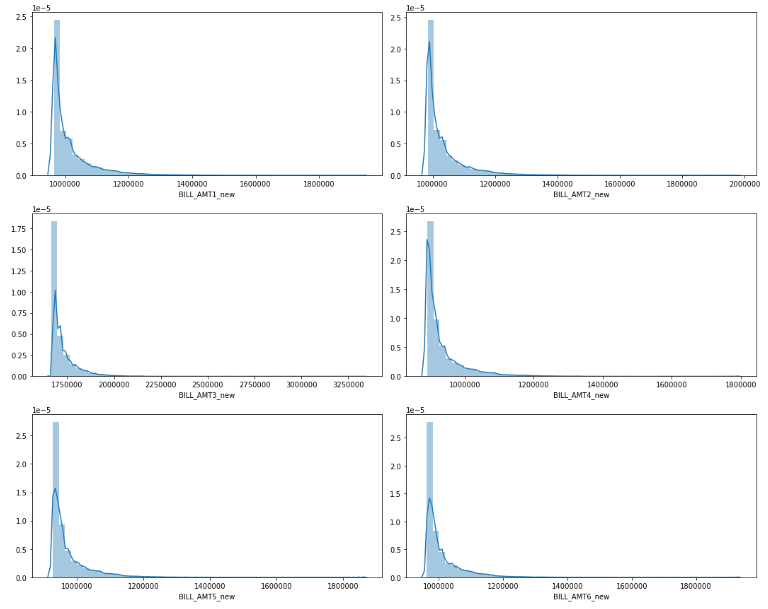 1e-5 1e-5
2.5 2.5
2.0 2.0
1.5 1.5
1.0 1.0
0.5 0.5
0.0 0.0
1000000 1200000 1400000 1600000 1800000 1000000 1200000 1400000 1600000 1800000 2000000
BILL_AMT1_new BILL_AMT2_new
1e-5 1e-5
1.75 2.5
1.50 2.0
1.25 1.5
1.00 1.0
0.75 0.5
0.50 0.0
0.25
0.00
1750000 2000000 2250000 2500000 2750000 3000000 3250000 1000000 1200000 1400000 1600000 1800000
BILL_AMT3_new BILL_AMT4_new
1e-5 1e-5
2.5 2.5
2.0 2.0
1.5 1.5
1.0 1.0
0.5 0.5
0.0 0.0
1000000 1200000 1400000 1600000 1800000 1000000 1200000 1400000 1600000 1800000
BILL_AMT5_new BILL_AMT6_new